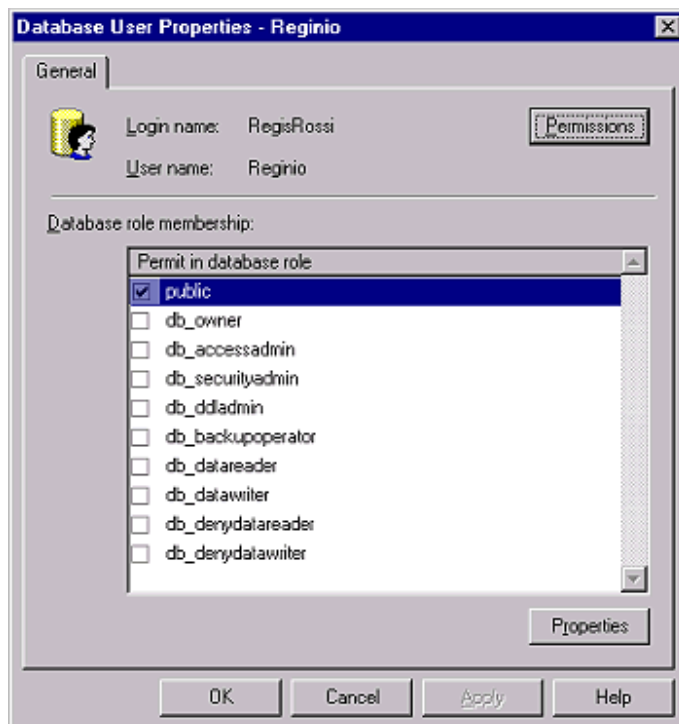 Database User Properties - Reginio
General
Login name: RegisRossi
Permissions
User name: Reginio
Database role membership:
Permit in database role
public
db_owner
db_accessadmin
db_securityadmin
db_ddladmin
db_backupoperator
db_datareader
db_datawriter
db_denydatareader
db_denydatawriter
Properties
OK Cancel Apply Help